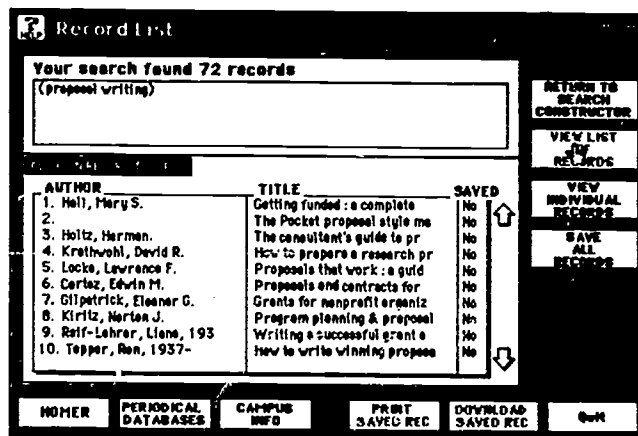 Record List
Your search found 72 records
(proposal writing)
RETURN TO
SEARCH
CONSTRUCTOR
VIEW LIST
OF
RECORDS
VIEW
INDIVIDUAL
RECORDS
SAVE
ALL
RECORDS
AUTHOR TITLE SAVED
1. Hall, Mary S. Getting funded : a complete No
2. The Pocket proposal style ma No
3. Holtz, Herman. The consultant's guide to pr No
4. Krathwohl, David R. How to prepare a research pr No
5. Locke, Lawrence F. Proposals that work : a guid No
6. Cortez, Edwin M. Proposals and contracts for No
7. Gilpatrick, Eleanor G. Grants for nonprofit organiz No
8. Kiritz, Norton J. Program planning & proposal No
9. Reif-Lehrer, Liane, 193 Writing a successful grant a No
10. Tepper, Ron, 1937- How to write winning proposa No
HOMER
PERIODICAL
DATABASES
CAMPUS
INFO
PRINT
SAVED REC
DOWNLOAD
SAVED REC
Quit